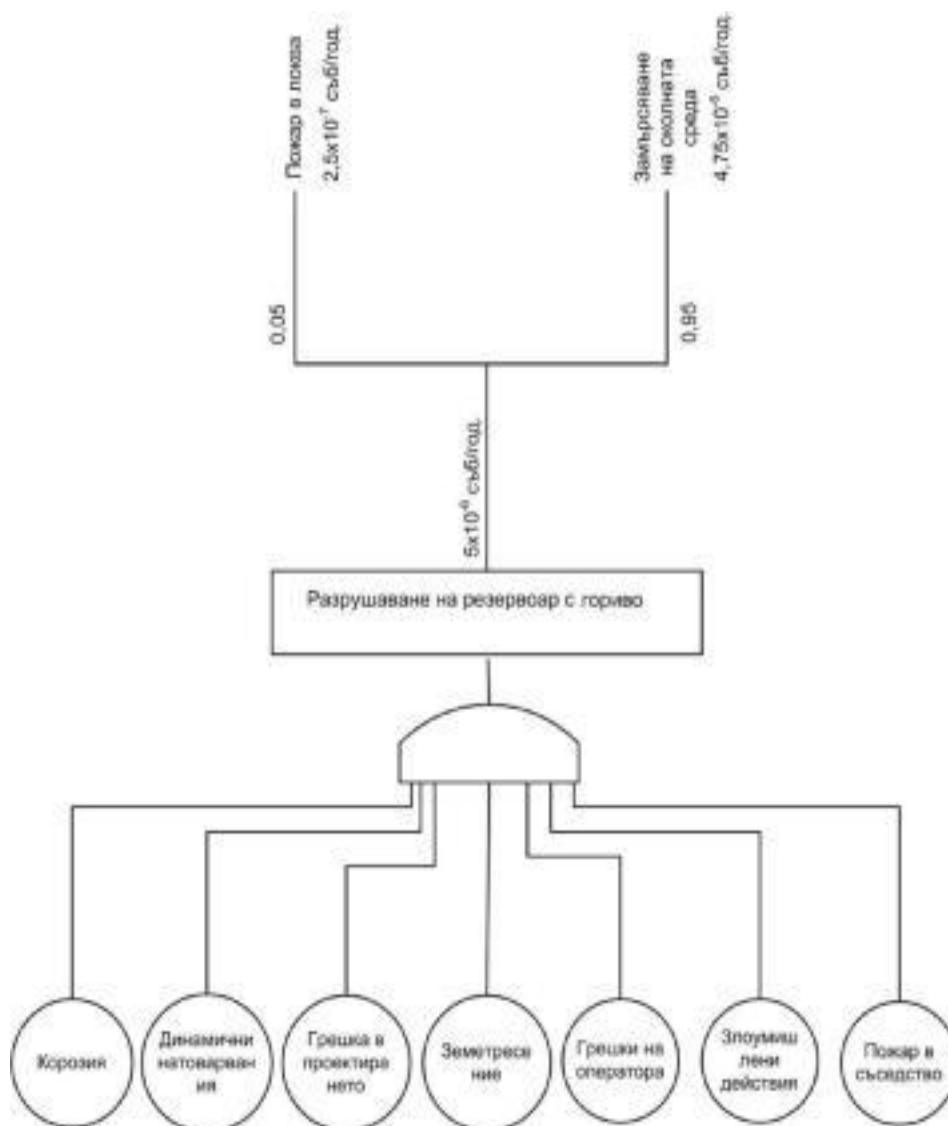 Пожар в локва
2,5x10⁻⁷ съб/год.
Замърсяване
на околната
среда
4,75x10⁻⁶ съб/год.
0,05
0,95
5x10⁻⁶ съб/год.
Разрушаване на резервоар с гориво
Корозия
Динамични
натоварван
ия
Грешка в
проектира
нето
Земетресе
ние
Грешки на
оператора
Злоумиш
лени
действия
Пожар в
съседство